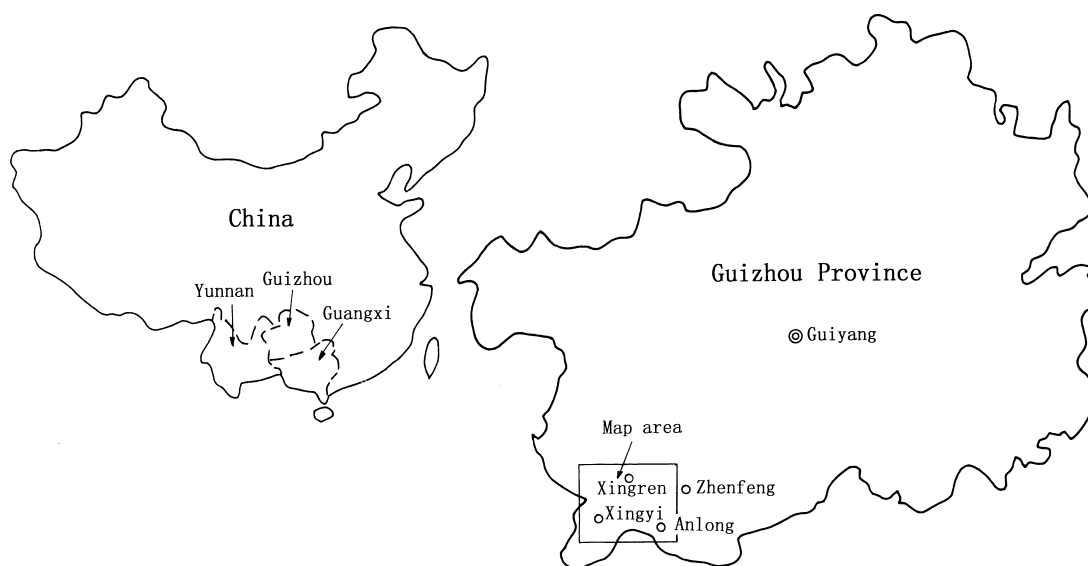 China
Yunnan
Guizhou
Guangxi
Guizhou Province
Guiyang
Map area
Xingren
Zhenfeng
Xingyi
Anlong